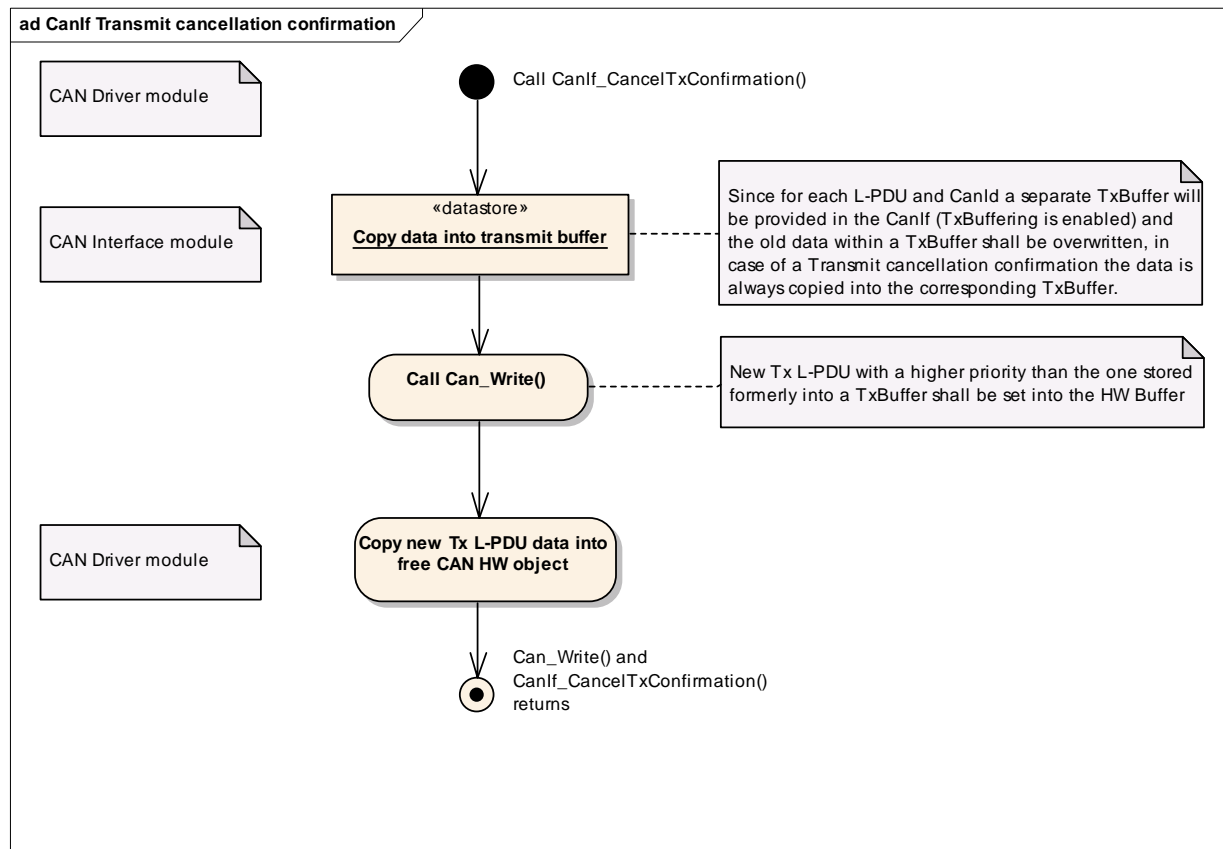 ad CanIf Transmit cancellation confirmation
CAN Driver module
Call CanIf_CancelTxConfirmation()
CAN Interface module
«datastore»
Copy data into transmit buffer
Since for each L-PDU and CanId a separate TxBuffer will
be provided in the CanIf (TxBuffering is enabled) and
the old data within a TxBuffer shall be overwritten, in
case of a Transmit cancellation confirmation the data is
always copied into the corresponding TxBuffer.
Call Can_Write()
New Tx L-PDU with a higher priority than the one stored
formerly into a TxBuffer shall be set into the HW Buffer
CAN Driver module
Copy new Tx L-PDU data into
free CAN HW object
Can_Write() and
CanIf_CancelTxConfirmation()
returns